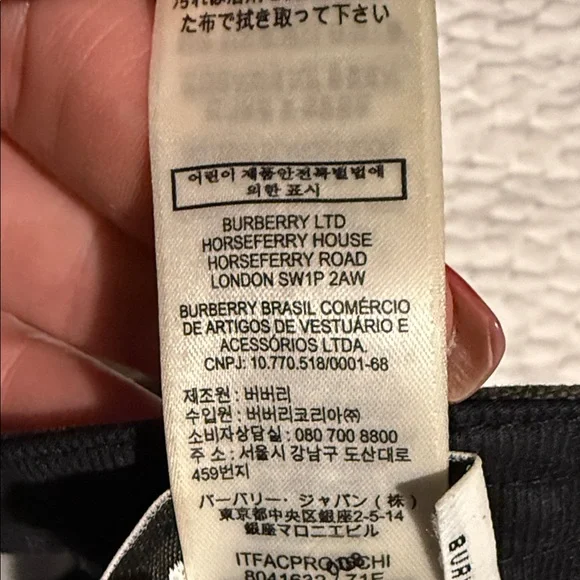 た布で拭き取って下さい
어린이 제품안전특별법에
의한 표시
BURBERRY LTD
HORSEFERRY HOUSE
HORSEFERRY ROAD
LONDON SW1P 2AW
BURBERRY BRASIL COMÉRCIO
DE ARTIGOS DE VESTUÁRIO E
ACESSÓRIOS LTDA.
CNPJ: 10.770.518/0001-68
제조원 : 버버리
수입원 : 버버리코리아㈜
소비자상담실 : 080 700 8800
주 소 : 서울시 강남구 도산대로
459번지
バーバリー・ジャパン(株)
東京都中央区銀座2-5-14
銀座マロニエビル